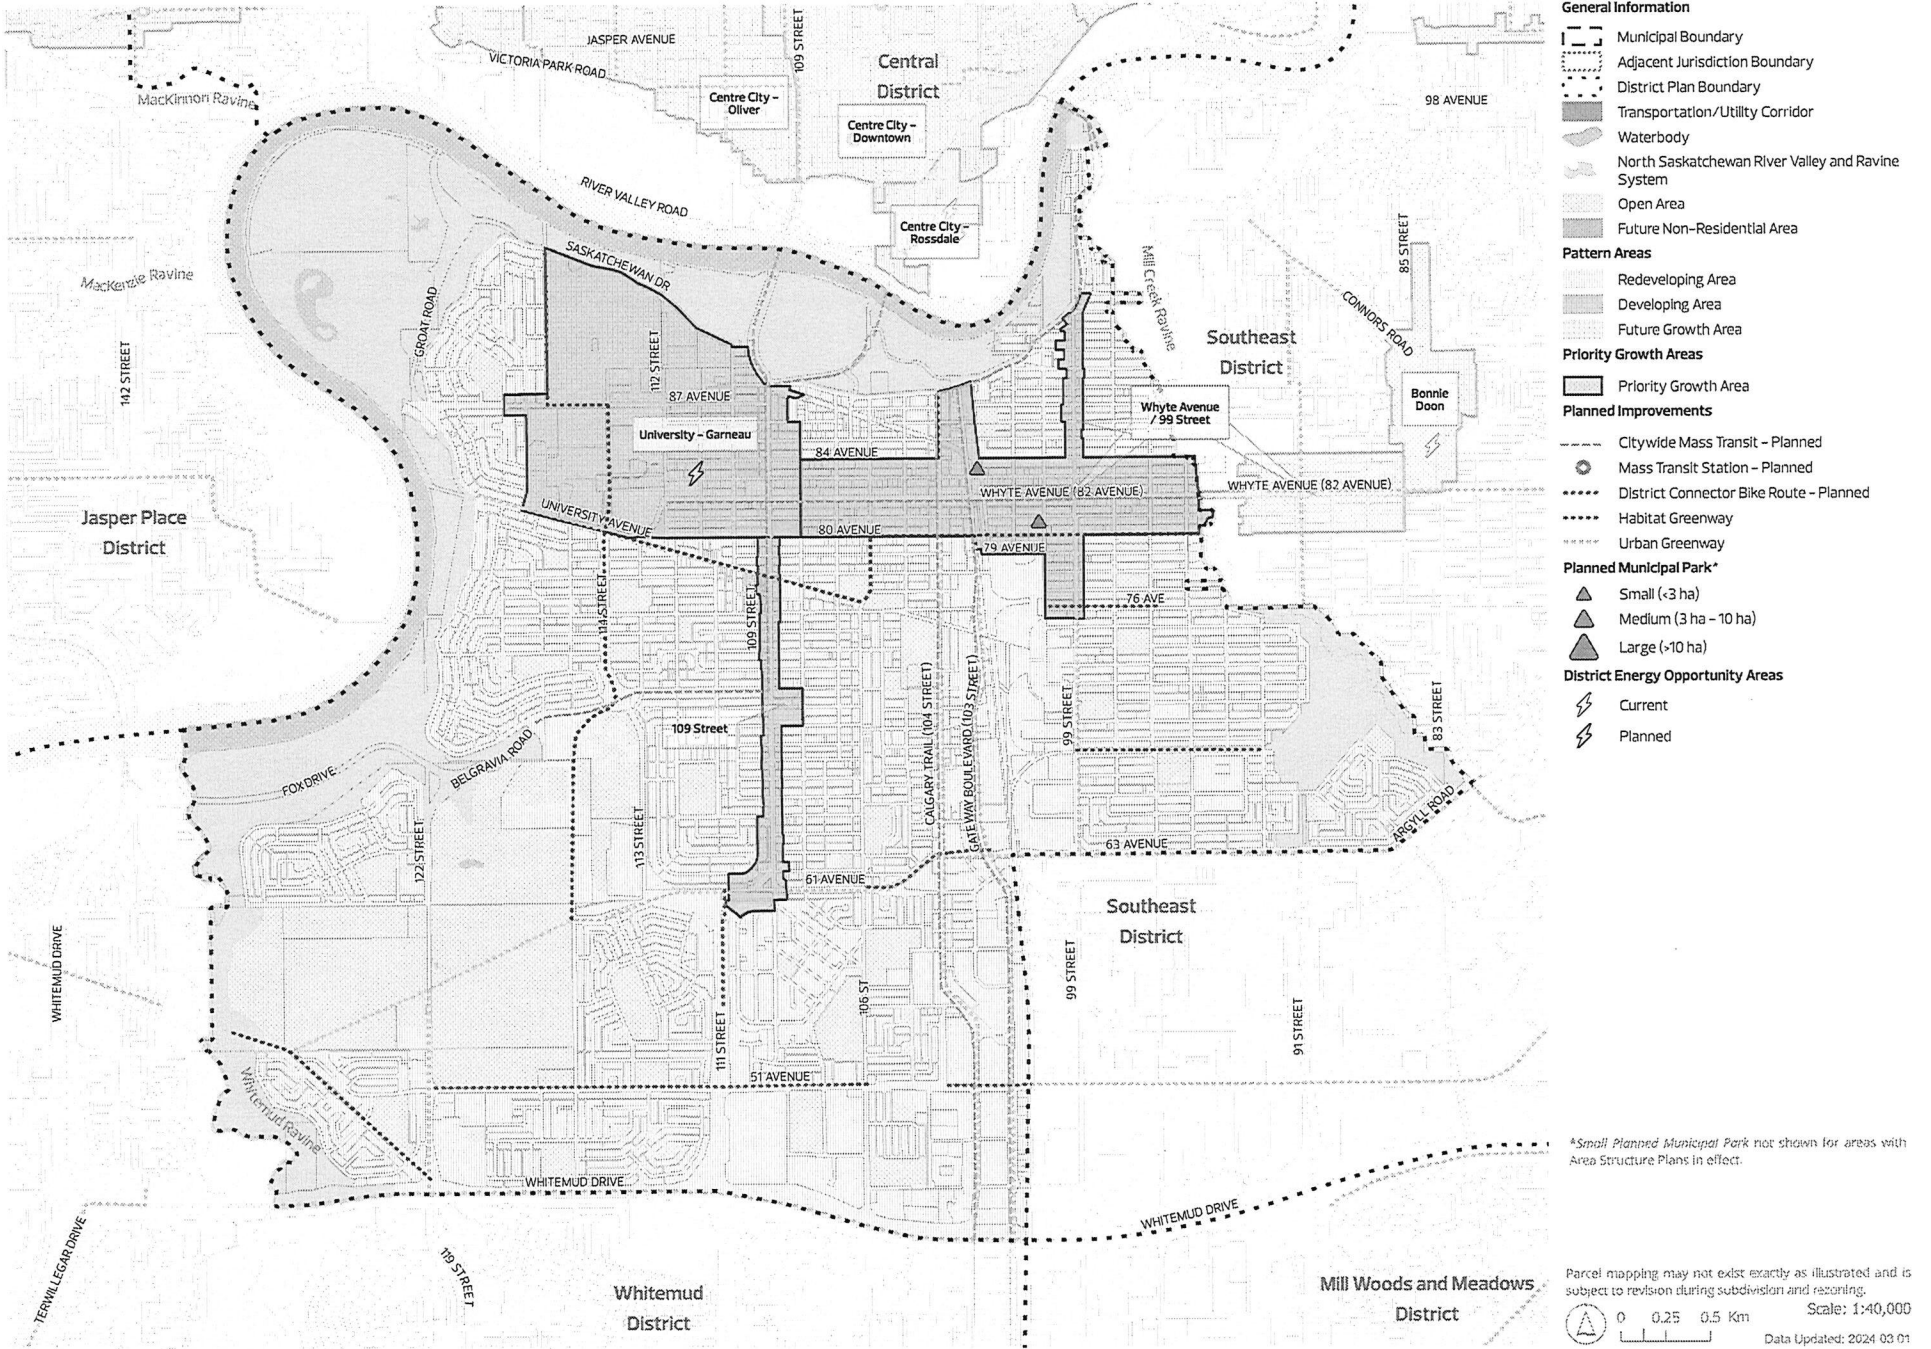 JASPER AVENUE
VICTORIA PARK ROAD
109 STREET
Central
District
MacKinnon Ravine
Centre City –
Oliver
Centre City –
Downtown
98 AVENUE
RIVER VALLEY ROAD
Centre City –
Rossdale
85 STREET
SASKATCHEWAN DR
MacKenzie Ravine
Mill Creek Ravine
GROAT ROAD
CONNORS ROAD
Southeast
District
142 STREET
112 STREET
87 AVENUE
Bonnie
Doon
Whyte Avenue
/ 99 Street
University – Garneau
84 AVENUE
WHYTE AVENUE (82 AVENUE)
WHYTE AVENUE (82 AVENUE)
Jasper Place
District
UNIVERSITY AVENUE
80 AVENUE
79 AVENUE
114 STREET
109 STREET
76 AVE
CALGARY TRAIL (104 STREET)
GATEWAY BOULEVARD (103 STREET)
99 STREET
83 STREET
109 Street
BELGRAVIA ROAD
FOX DRIVE
122 STREET
113 STREET
ARGYLL ROAD
63 AVENUE
61 AVENUE
Southeast
District
WHITEMUD DRIVE
99 STREET
106 ST
91 STREET
111 STREET
51 AVENUE
Whitemud Ravine
WHITEMUD DRIVE
WHITEMUD DRIVE
TERWILLEGAR DRIVE
119 STREET
Whitemud
District
Mill Woods and Meadows
District
General Information
Municipal Boundary
Adjacent Jurisdiction Boundary
District Plan Boundary
Transportation/Utility Corridor
Waterbody
North Saskatchewan River Valley and Ravine
System
Open Area
Future Non-Residential Area
Pattern Areas
Redeveloping Area
Developing Area
Future Growth Area
Priority Growth Areas
Priority Growth Area
Planned Improvements
Citywide Mass Transit – Planned
Mass Transit Station – Planned
District Connector Bike Route – Planned
Habitat Greenway
Urban Greenway
Planned Municipal Park*
Small (<3 ha)
Medium (3 ha – 10 ha)
Large (>10 ha)
District Energy Opportunity Areas
Current
Planned
*Small Planned Municipal Park not shown for areas with
Area Structure Plans in effect.
Parcel mapping may not exist exactly as illustrated and is
subject to revision during subdivision and rezoning.
Scale: 1:40,000
0 0.25 0.5 Km
Data Updated: 2024 03 01